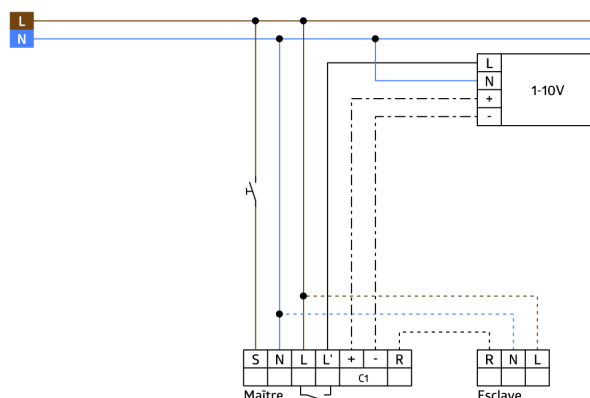 L
N
L
N
+
-
1-10V
S N L L' + - R
C1
Maître
R N L
Esclave